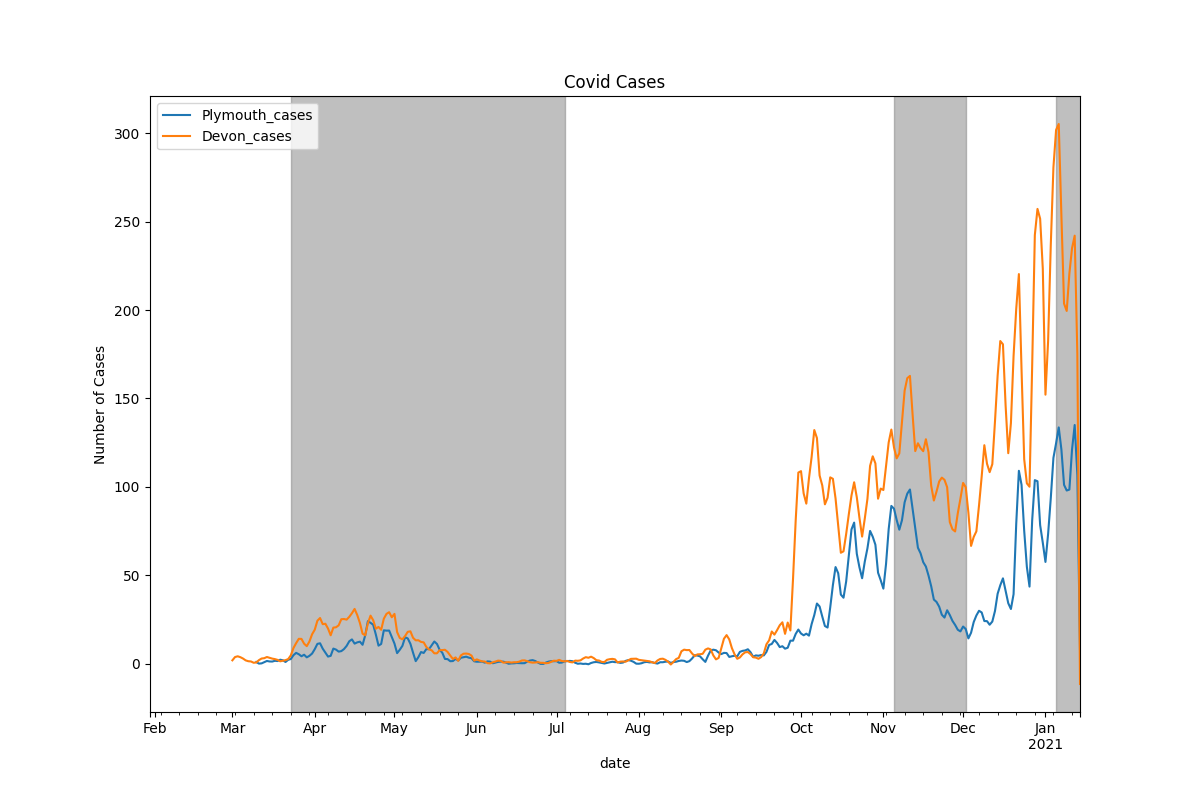 Covid Cases
Plymouth_cases
Devon_cases
300
250
200
150
100
50
0
Number of Cases
Feb Mar Apr May Jun Jul Aug Sep Oct Nov Dec Jan
2021
date